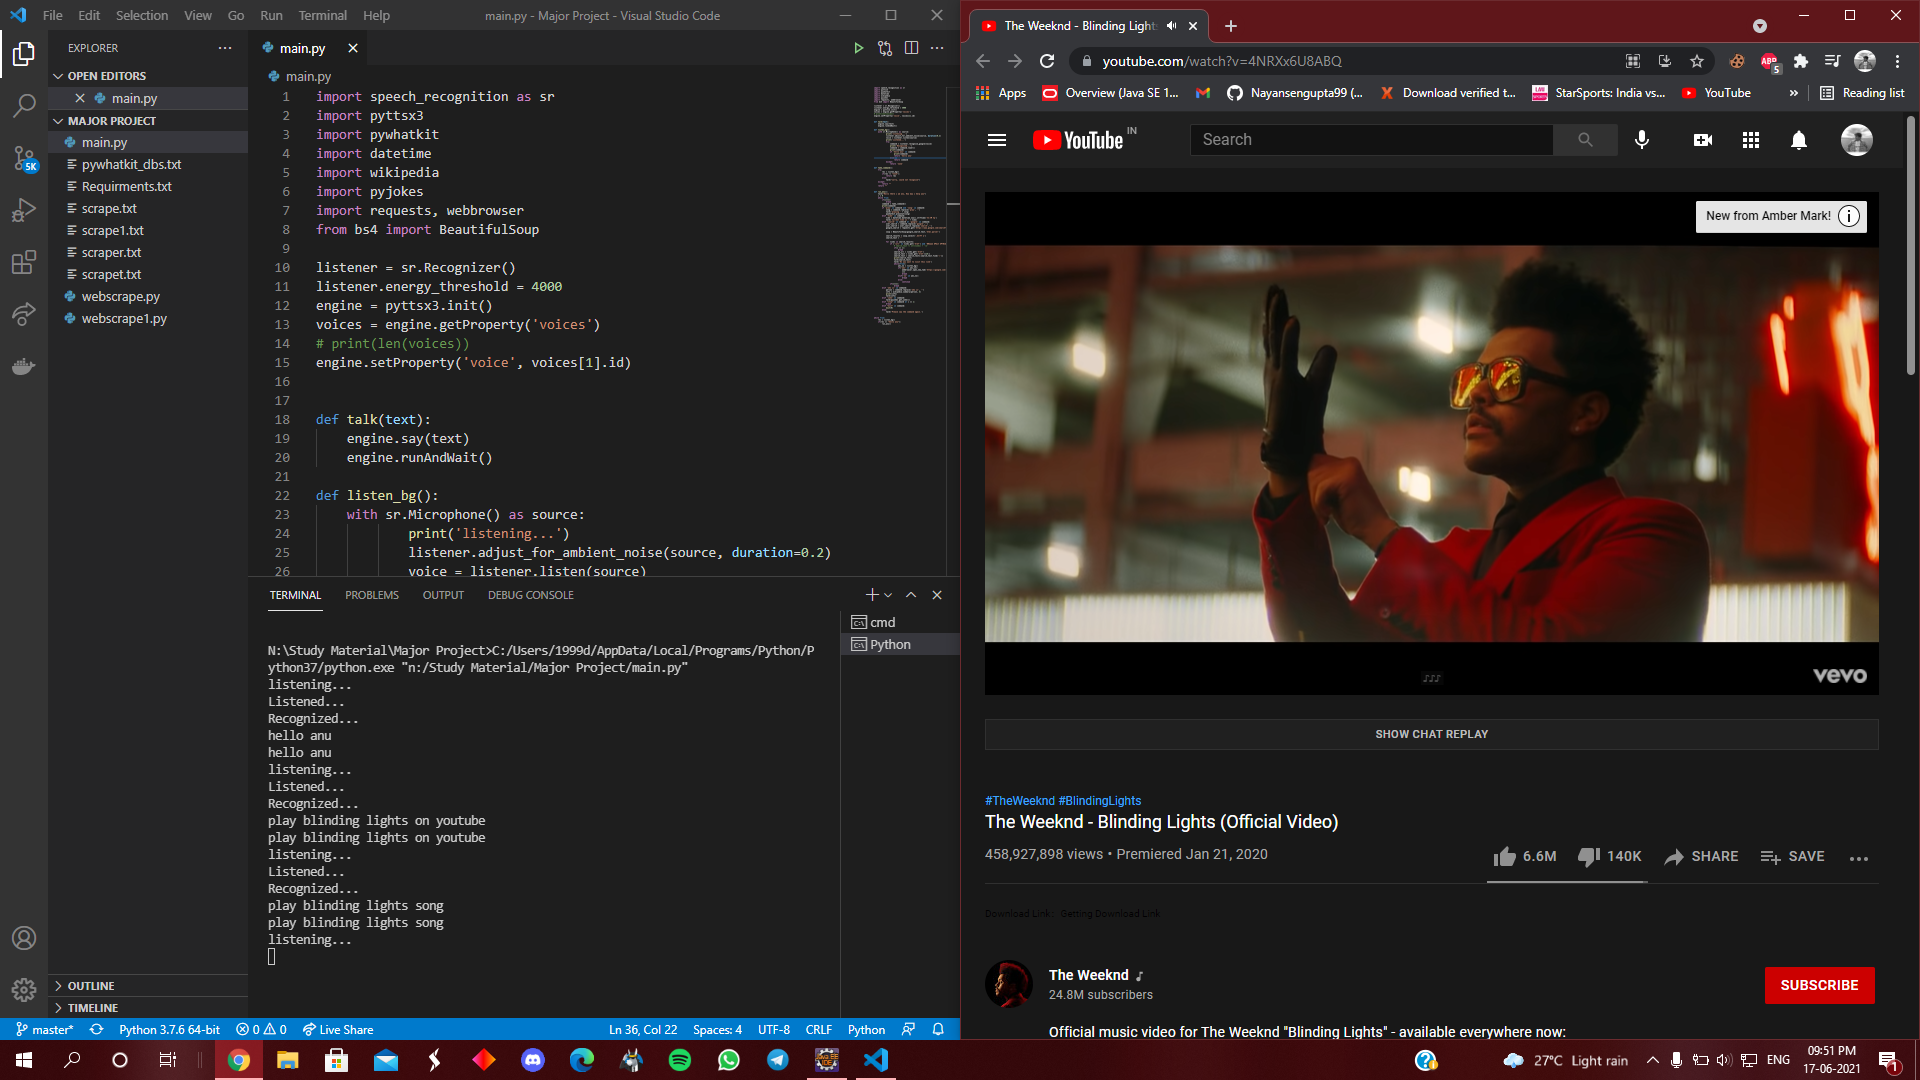 File Edit Selection View Go Run Terminal Help
main.py - Major Project - Visual Studio Code
EXPLORER
OPEN EDITORS
main.py
MAJOR PROJECT
main.py
pywhatkit_dbs.txt
Requirments.txt
scrape.txt
scrape1.txt
scraper.txt
scrapet.txt
webscrape.py
webscrape1.py
5K
OUTLINE
TIMELINE
main.py
main.py
1 import speech_recognition as sr
2 import pyttsx3
3 import pywhatkit
4 import datetime
5 import wikipedia
6 import pyjokes
7 import requests, webbrowser
8 from bs4 import BeautifulSoup
9
10 listener = sr.Recognizer()
11 listener.energy_threshold = 4000
12 engine = pyttsx3.init()
13 voices = engine.getProperty('voices')
14 # print(len(voices))
15 engine.setProperty('voice', voices[1].id)
16
17
18 def talk(text):
19 engine.say(text)
20 engine.runAndWait()
21
22 def listen_bg():
23 with sr.Microphone() as source:
24 print('listening...')
25 listener.adjust_for_ambient_noise(source, duration=0.2)
26 voice = listener.listen(source)
TERMINAL PROBLEMS OUTPUT DEBUG CONSOLE
cmd
Python
N:\Study Material\Major Project>C:/Users/1999d/AppData/Local/Programs/Python/P
ython37/python.exe "n:/Study Material/Major Project/main.py"
listening...
Listened...
Recognized...
hello anu
hello anu
listening...
Listened...
Recognized...
play blinding lights on youtube
play blinding lights on youtube
listening...
Listened...
Recognized...
play blinding lights song
play blinding lights song
listening...
master* Python 3.7.6 64-bit 0 0 Live Share Ln 36, Col 22 Spaces: 4 UTF-8 CRLF Python
The Weeknd - Blinding Light
youtube.com/watch?v=4NRXx6U8ABQ
ABP 5
Apps Overview (Java SE 1... Nayansengupta99 (... Download verified t... StarSports: India vs... YouTube » Reading list
YouTube IN
Search
New from Amber Mark!
vevo
SHOW CHAT REPLAY
#TheWeeknd #BlindingLights
The Weeknd - Blinding Lights (Official Video)
458,927,898 views • Premiered Jan 21, 2020
6.6M 140K SHARE SAVE
Download Link: Getting Download Link
The Weeknd
24.8M subscribers
SUBSCRIBE
Official music video for The Weeknd "Blinding Lights" - available everywhere now:
27°C Light rain
ENG
09:51 PM
17-06-2021
1